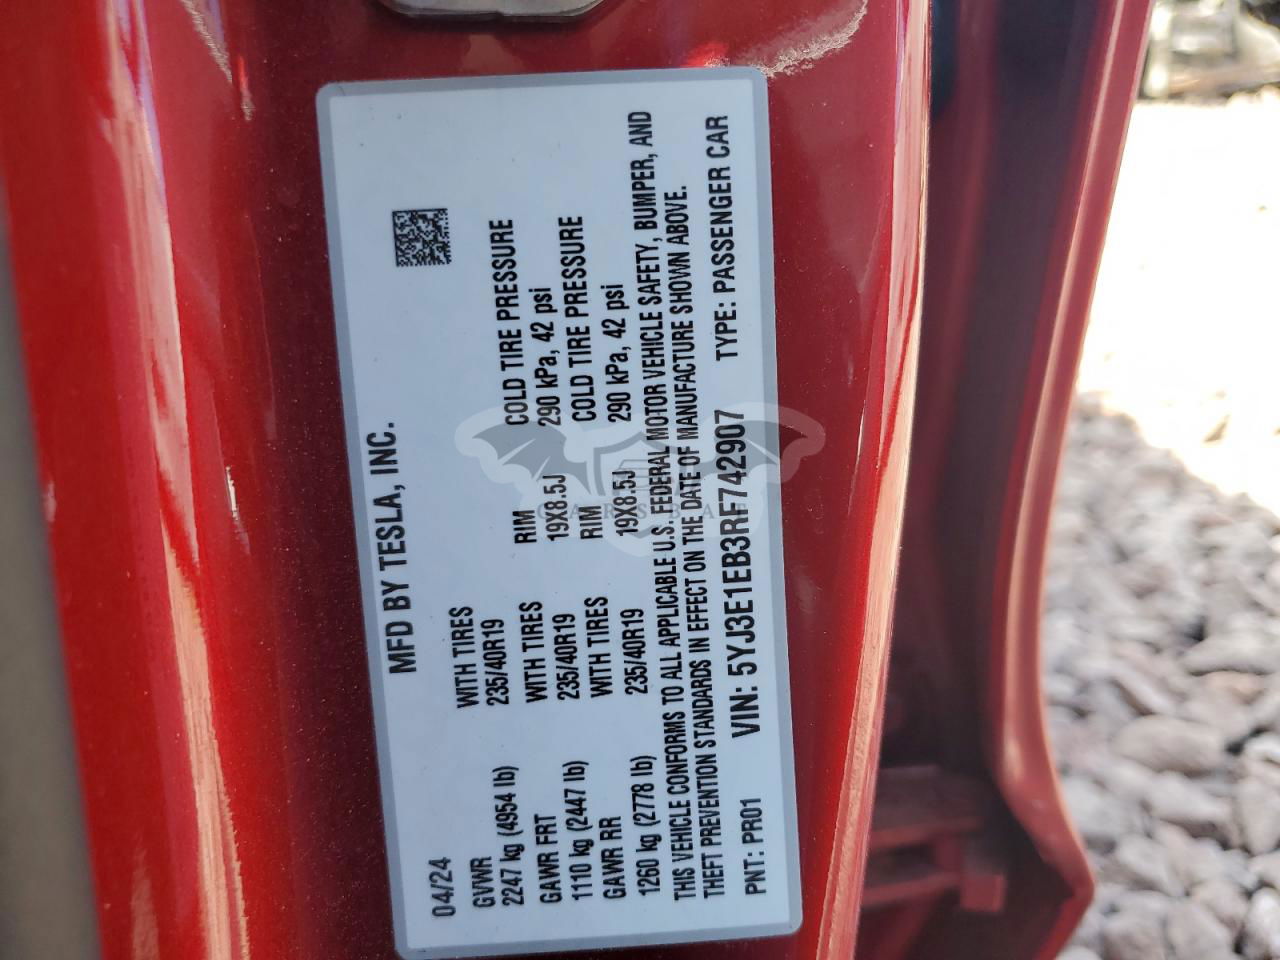 MFD BY TESLA, INC.
04/24
GVWR WITH TIRES RIM COLD TIRE PRESSURE
2247 kg (4954 lb) 235/40R19 19X8.5J 290 kPa, 42 psi
GAWR FRT WITH TIRES RIM COLD TIRE PRESSURE
1110 kg (2447 lb) 235/40R19 19X8.5J 290 kPa, 42 psi
GAWR RR WITH TIRES
1260 kg (2778 lb) 235/40R19
THIS VEHICLE CONFORMS TO ALL APPLICABLE U.S. FEDERAL MOTOR VEHICLE SAFETY, BUMPER, AND
THEFT PREVENTION STANDARDS IN EFFECT ON THE DATE OF MANUFACTURE SHOWN ABOVE.
PNT: PR01 VIN: 5YJ3E1EB3RF742907 TYPE: PASSENGER CAR
CARSBAT